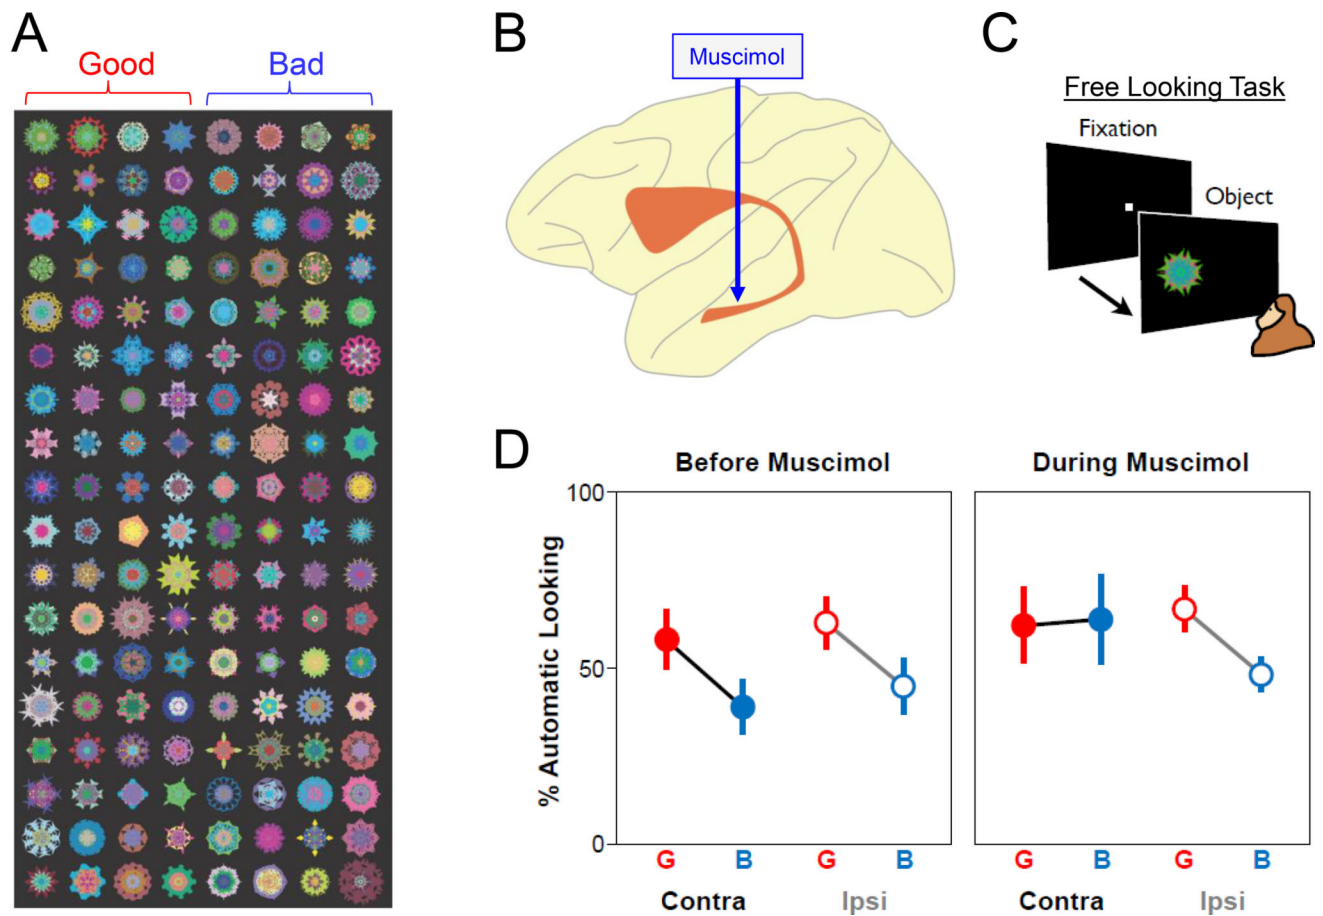 A
Good Bad
B
Muscimol
C
Free Looking Task
Fixation
Object
D
Before Muscimol During Muscimol
% Automatic Looking
100
50
0
G B G B G B G B
Contra Ipsi Contra Ipsi